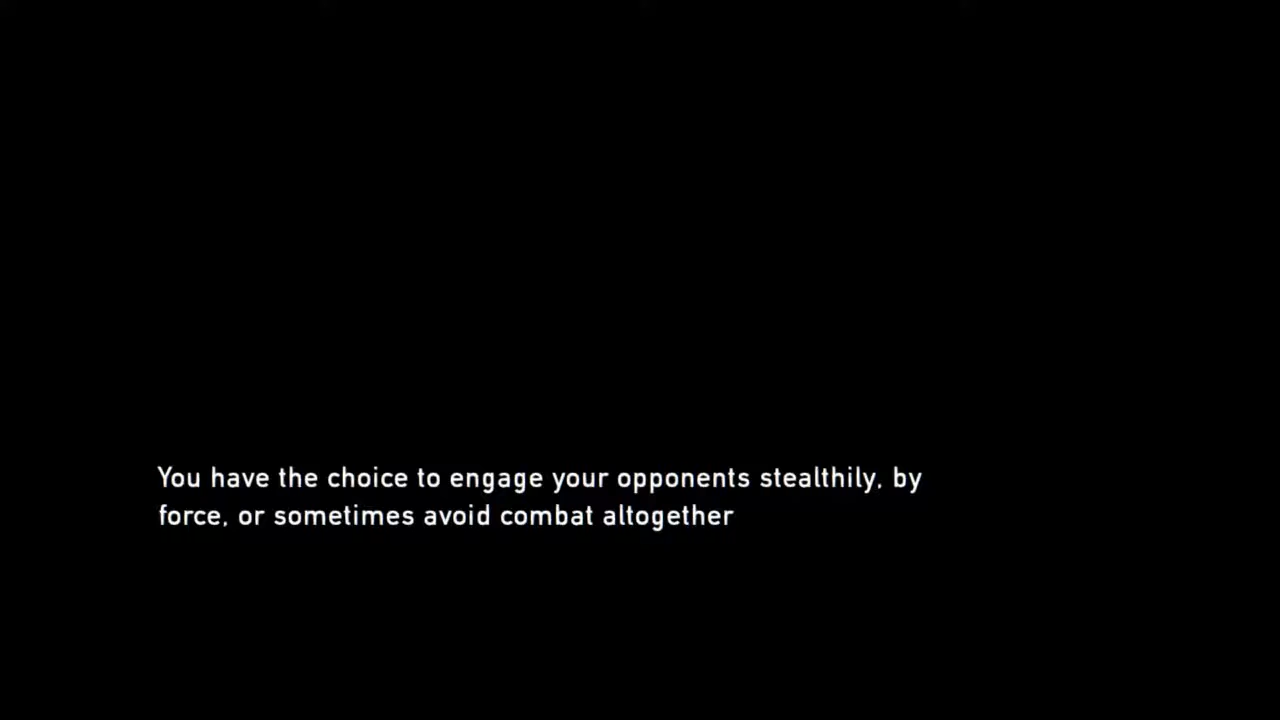 You have the choice to engage your opponents stealthily, by
force, or sometimes avoid combat altogether